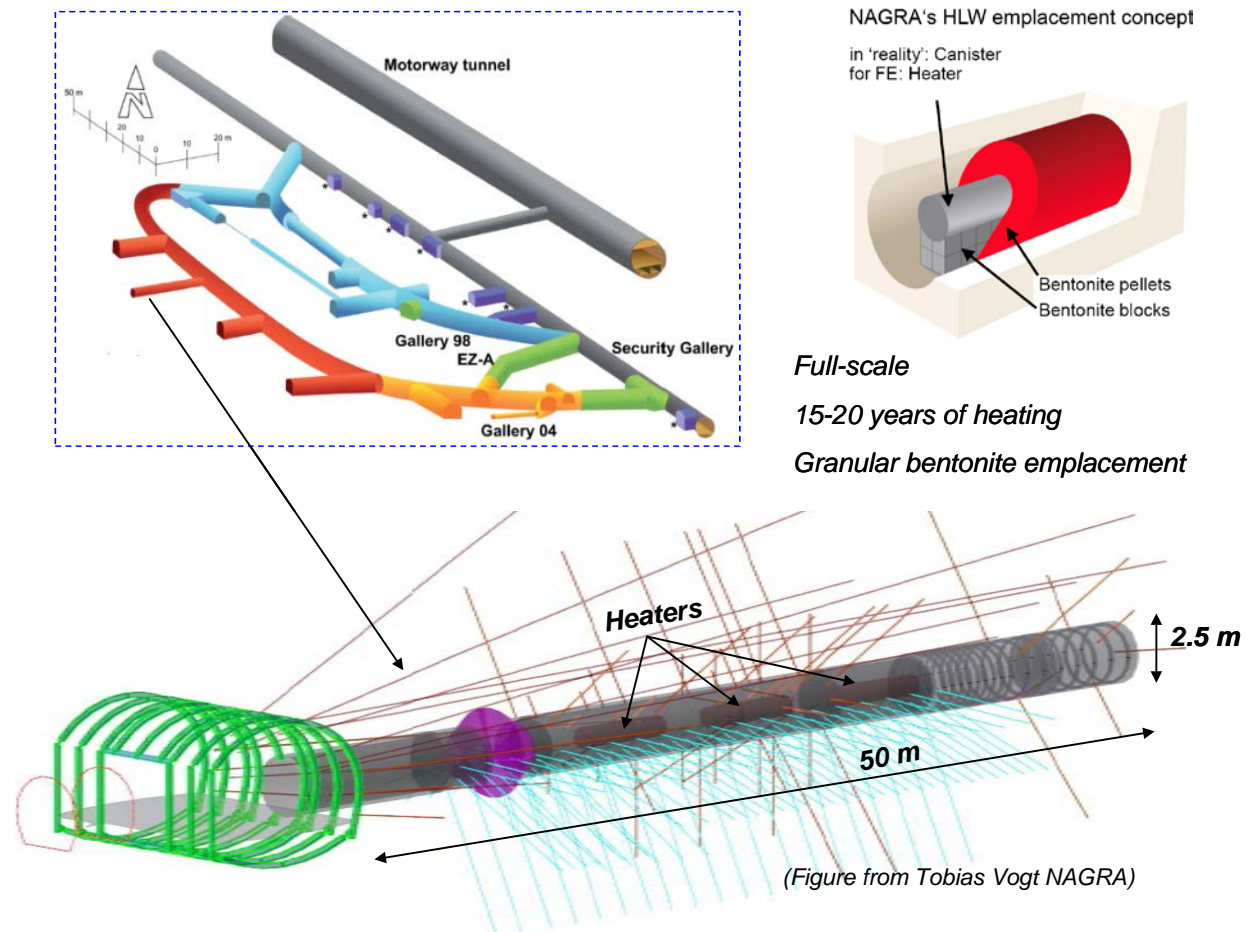 NAGRA's HLW emplacement concept
in 'reality': Canister
for FE: Heater
Motorway tunnel
N
50 m
20
10
0
10
20 m
*
*
*
*
*
*
*
Gallery 98
EZ-A
Security Gallery
Gallery 04
Bentonite pellets
Bentonite blocks
Full-scale
15-20 years of heating
Granular bentonite emplacement
Heaters
2.5 m
50 m
(Figure from Tobias Vogt NAGRA)